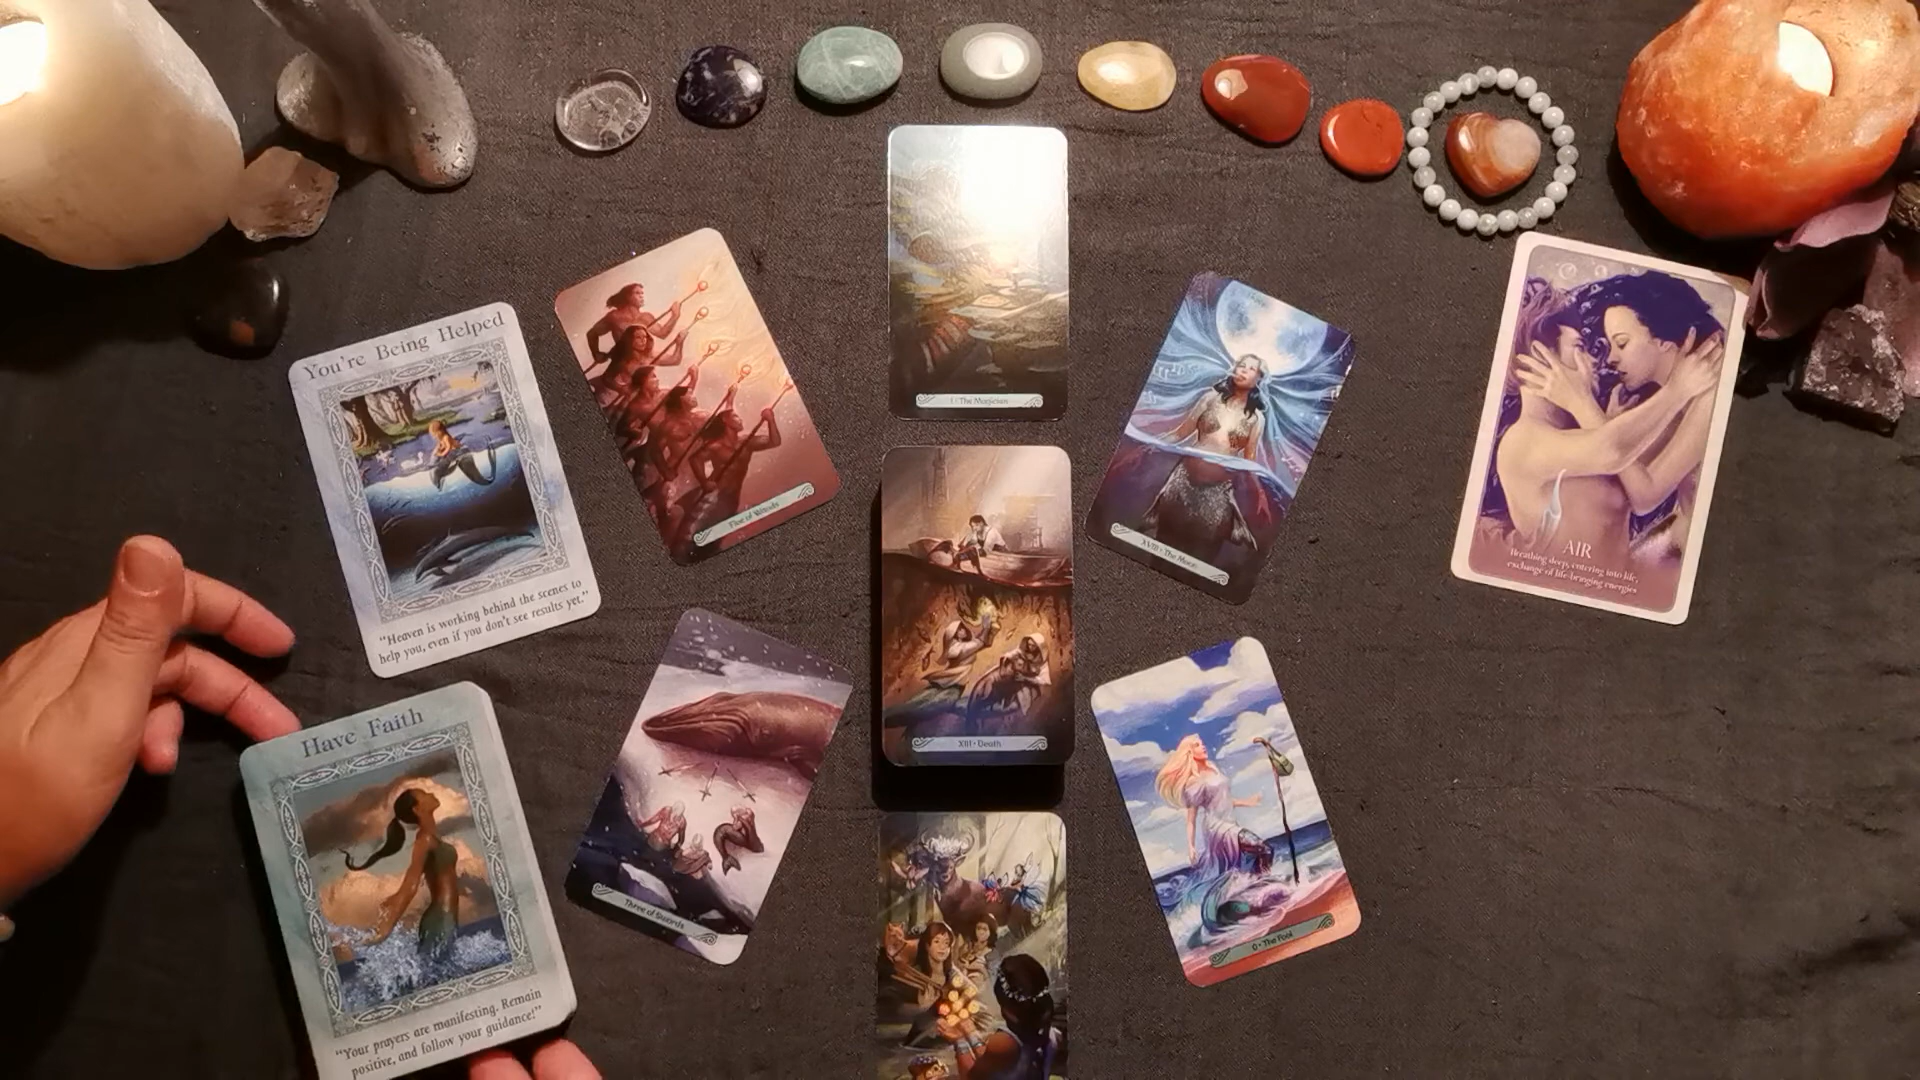 You're Being Helped
"Heaven is working behind the scenes to
help you, even if you don't see results yet."
Five of Wands
I • The Magician
XVIII • The Moon
AIR
Breathing deep, entering into life,
exchange of life-bringing energies
Have Faith
"Your prayers are manifesting. Remain
positive, and follow your guidance!"
Three of Swords
XIII • Death
0 • The Fool